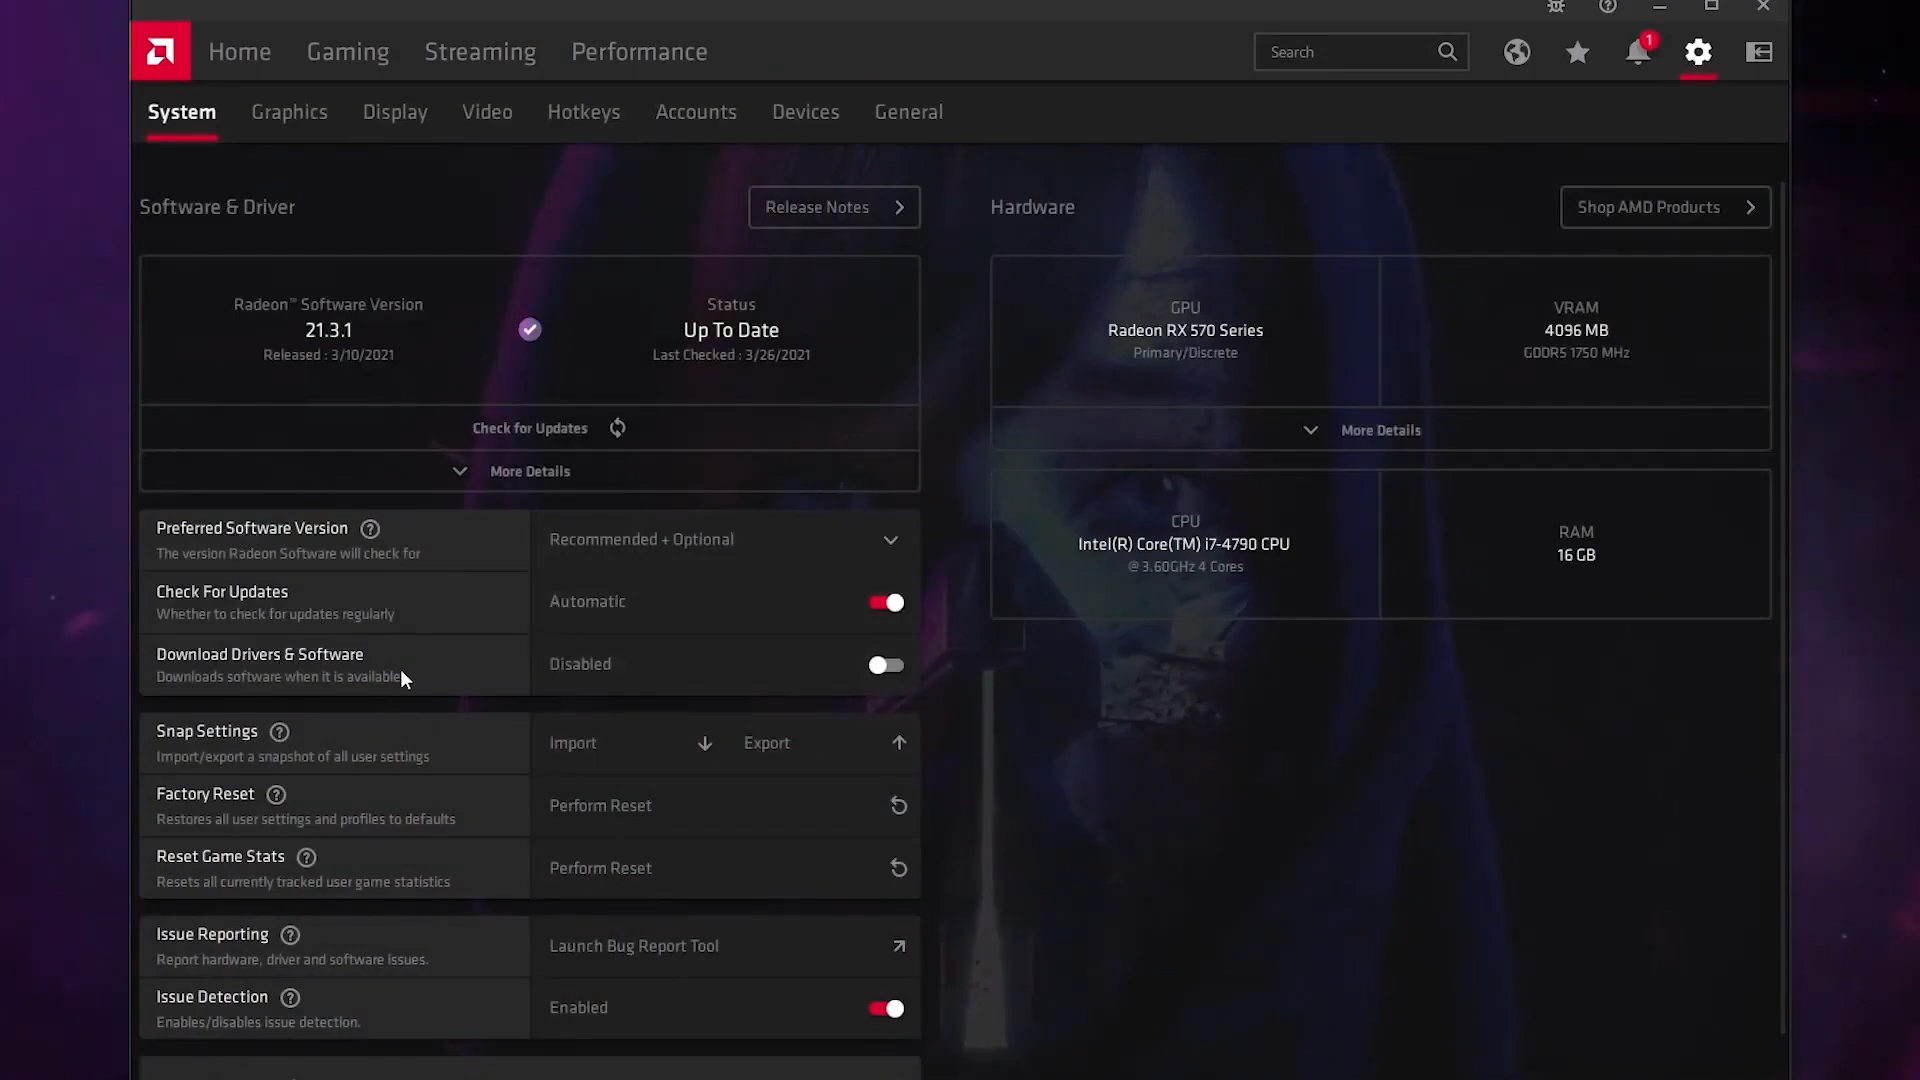 Home Gaming Streaming Performance Search 1
System Graphics Display Video Hotkeys Accounts Devices General
Software & Driver
Release Notes
Radeon™ Software Version
21.3.1
Released : 3/10/2021
Status
Up To Date
Last Checked : 3/26/2021
Check for Updates
More Details
Preferred Software Version
The version Radeon Software will check for
Recommended + Optional
Check For Updates
Whether to check for updates regularly
Automatic
Download Drivers & Software
Downloads software when it is available
Disabled
Snap Settings
Import/export a snapshot of all user settings
Import
Export
Factory Reset
Restores all user settings and profiles to defaults
Perform Reset
Reset Game Stats
Resets all currently tracked user game statistics
Perform Reset
Issue Reporting
Report hardware, driver and software issues.
Launch Bug Report Tool
Issue Detection
Enables/disables issue detection.
Enabled
Hardware
Shop AMD Products
GPU
Radeon RX 570 Series
Primary/Discrete
VRAM
4096 MB
GDDR5 1750 MHz
More Details
CPU
Intel(R) Core(TM) i7-4790 CPU
@ 3.60GHz 4 Cores
RAM
16 GB